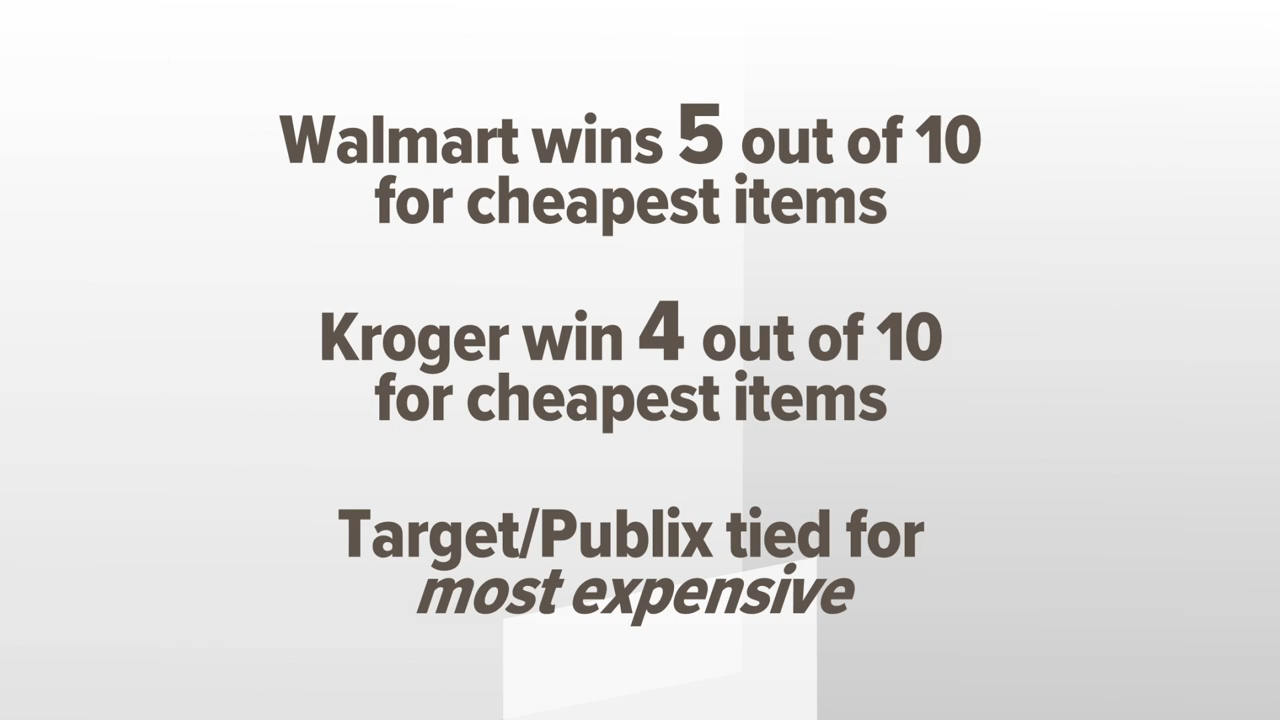 Walmart wins 5 out of 10
for cheapest items
Kroger win 4 out of 10
for cheapest items
Target/Publix tied for
most expensive